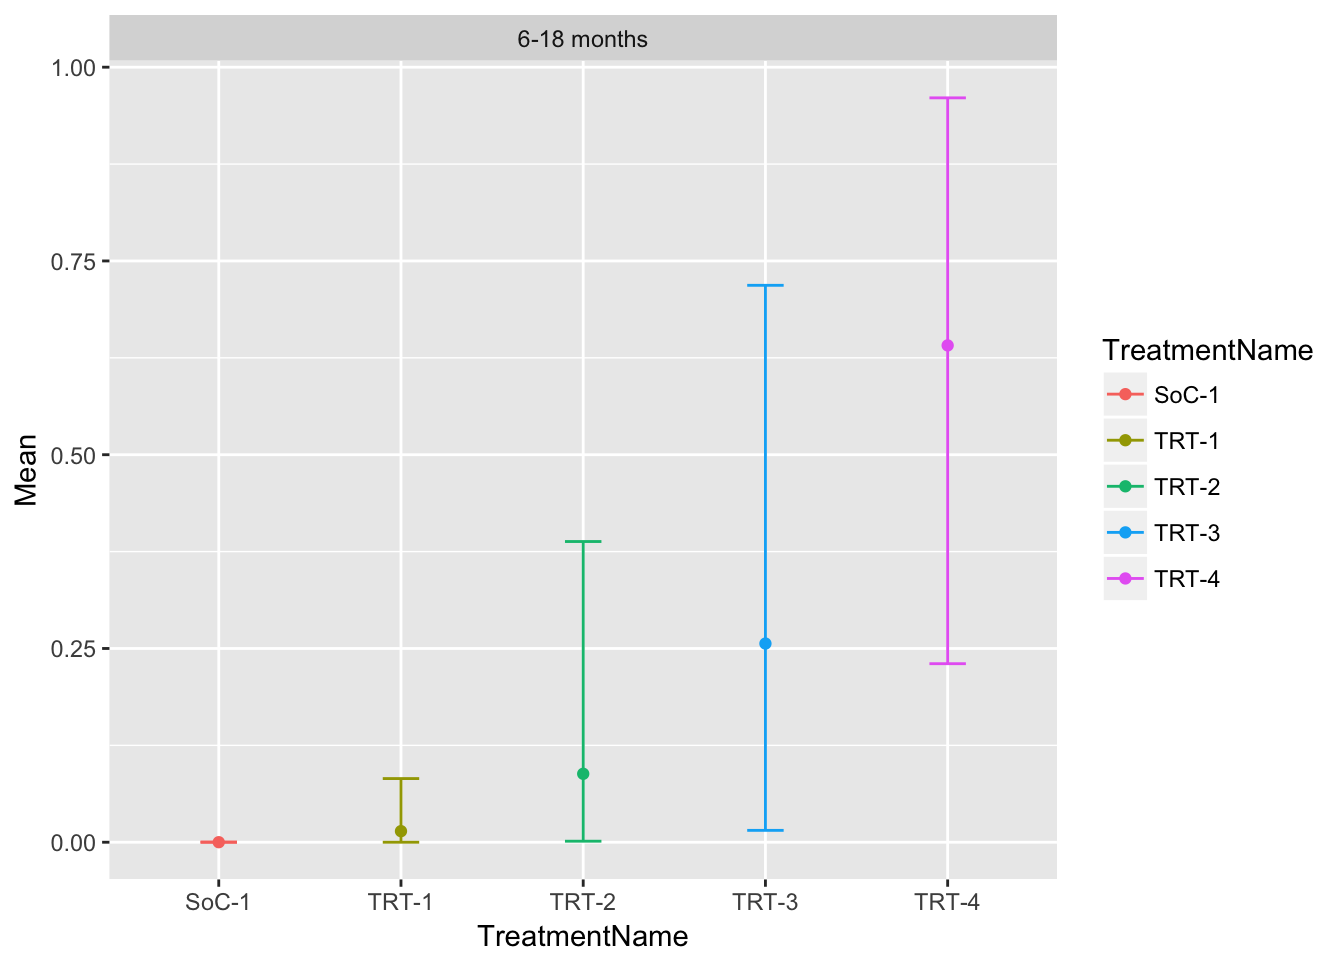 6-18 months
1.00
0.75
0.50
0.25
0.00
Mean
SoC-1 TRT-1 TRT-2 TRT-3 TRT-4
TreatmentName
TreatmentName
SoC-1
TRT-1
TRT-2
TRT-3
TRT-4